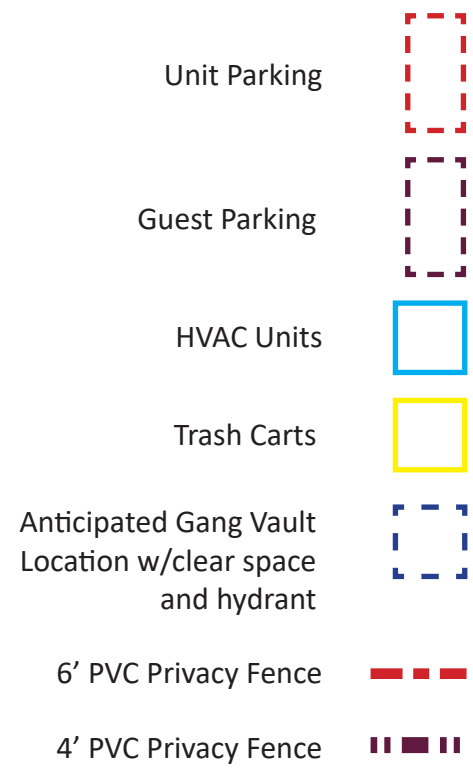 Unit Parking
Guest Parking
HVAC Units
Trash Carts
Anticipated Gang Vault
Location w/clear space
and hydrant
6’ PVC Privacy Fence
4’ PVC Privacy Fence